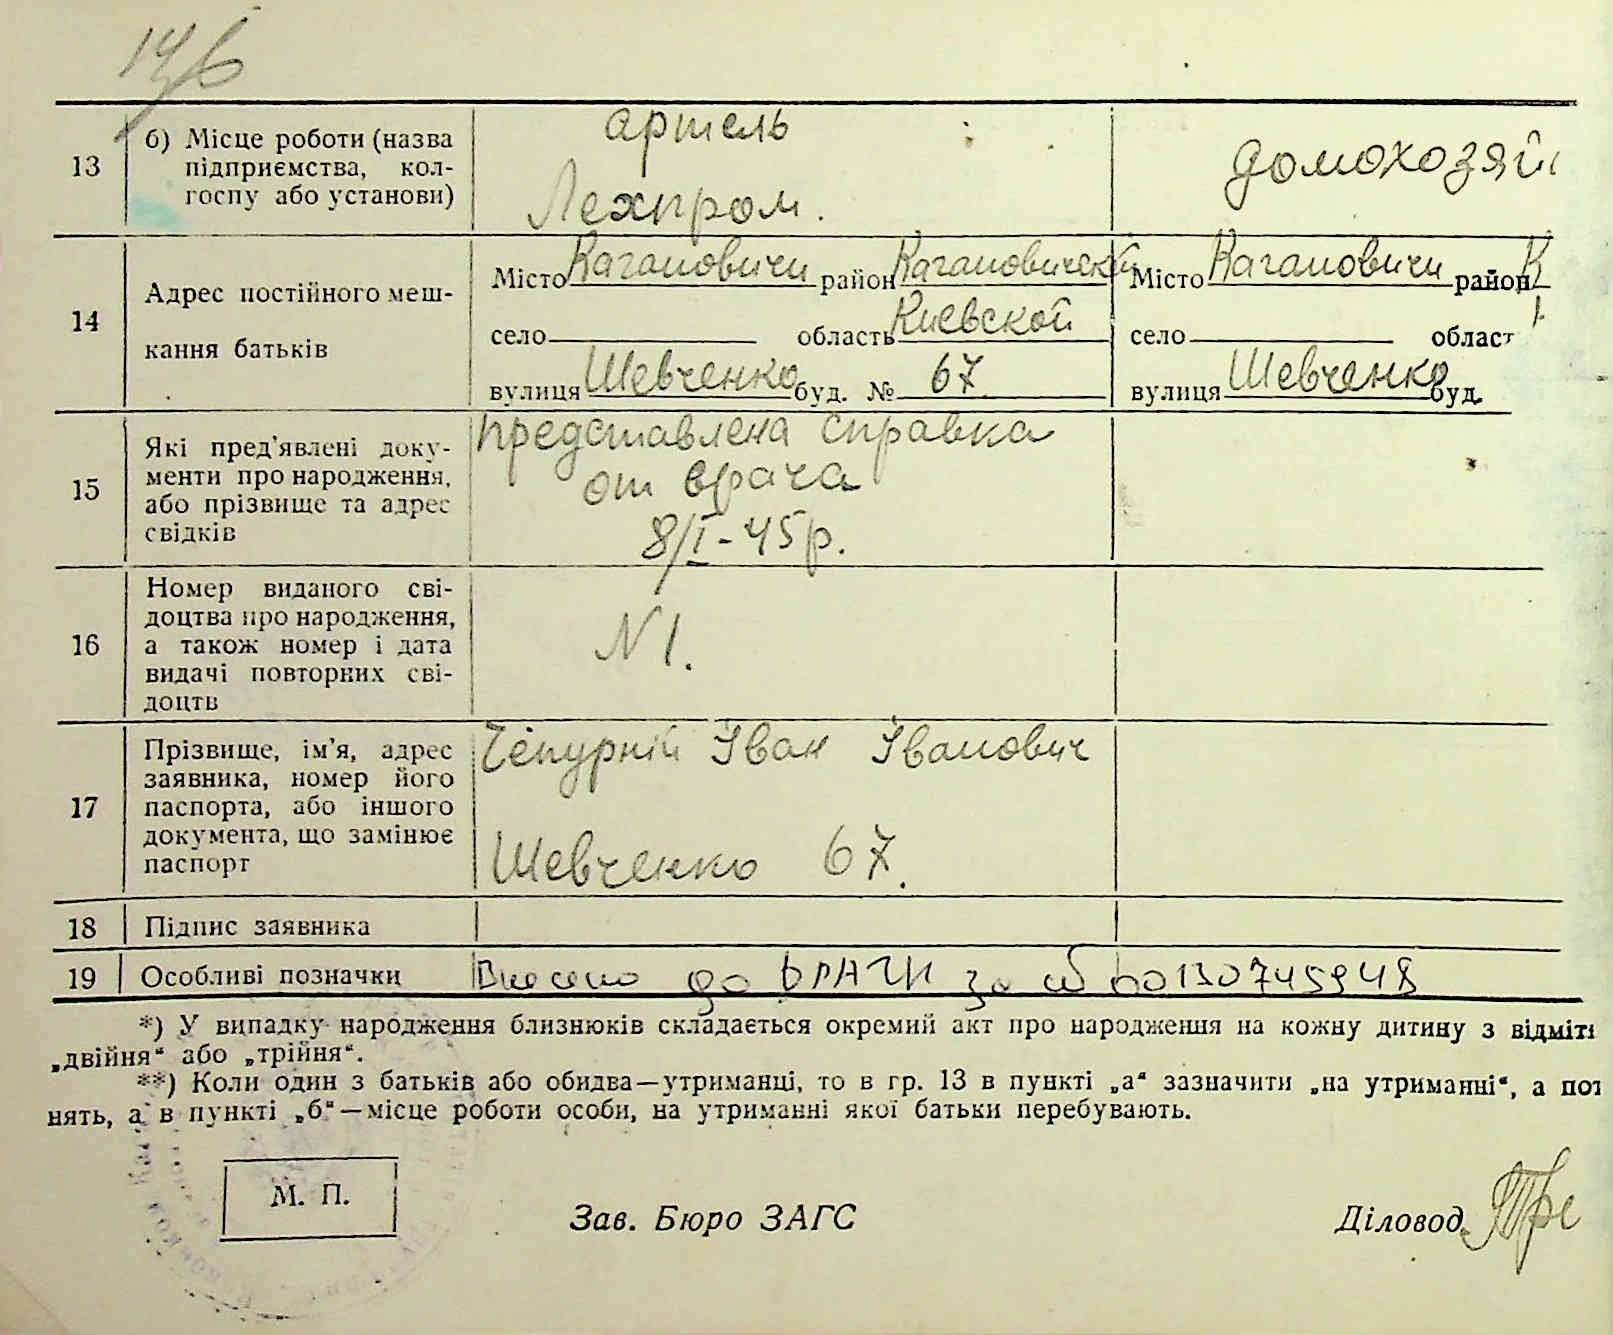 13
б) Місце роботи (назва
підприємства, кол-
госпу або установи)
артель
Лехпром.
домохозяй
14
Адрес постійного меш-
кання батьків
Місто Кагановичи район Кагановический
село область Киевской
вулиця Шевченко буд. № 67
Місто Кагановичи район К
село област
вулиця Шевченко буд.
15
Які пред'явлені доку-
менти про народження,
або прізвище та адрес
свідків
представлена справка
от врача
8/I-45р.
16
Номер виданого сві-
доцтва про народження,
а також номер і дата
видачі повторних сві-
доцтв
N 1.
17
Прізвище, ім'я, адрес
заявника, номер його
паспорта, або іншого
документа, що замінює
паспорт
Чепурній Іван Іванович
Шевченко 67.
18
Підпис заявника
19
Особливі позначки
Внесено до ДРАЦС за
*) У випадку народження близнюків складається окремий акт про народження на кожну дитину з відміт
„двійня“ або „трійня“.
**) Коли один з батьків або обидва—утриманці, то в гр. 13 в пункті „а“ зазначити „на утриманні“, а
нять, а в пункті „б“—місце роботи особи, на утриманні якої батьки перебувають.
М. П.
Зав. Бюро ЗАГС
Діловод